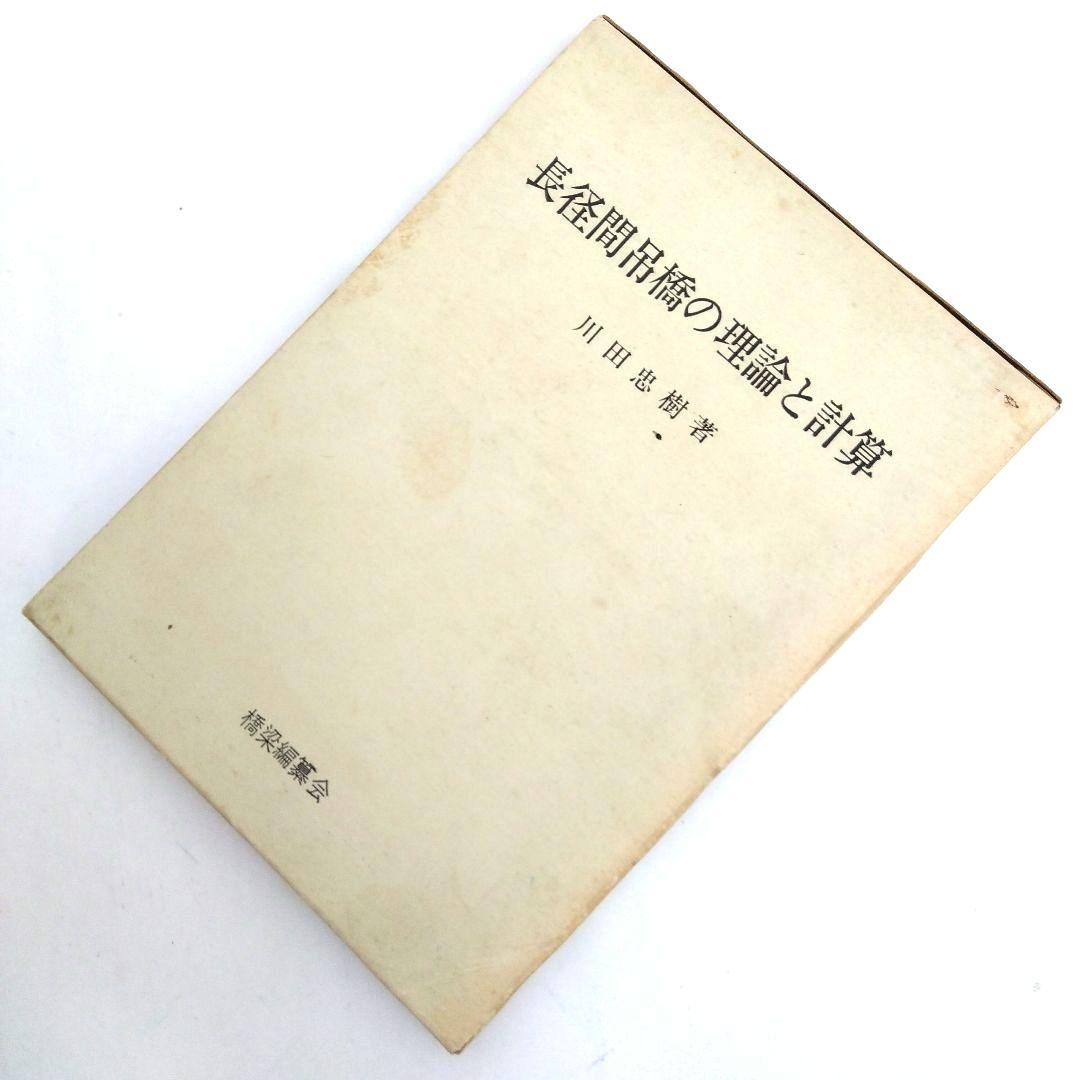 長径間吊橋の理論と計算
川田忠樹著
橋梁編纂会